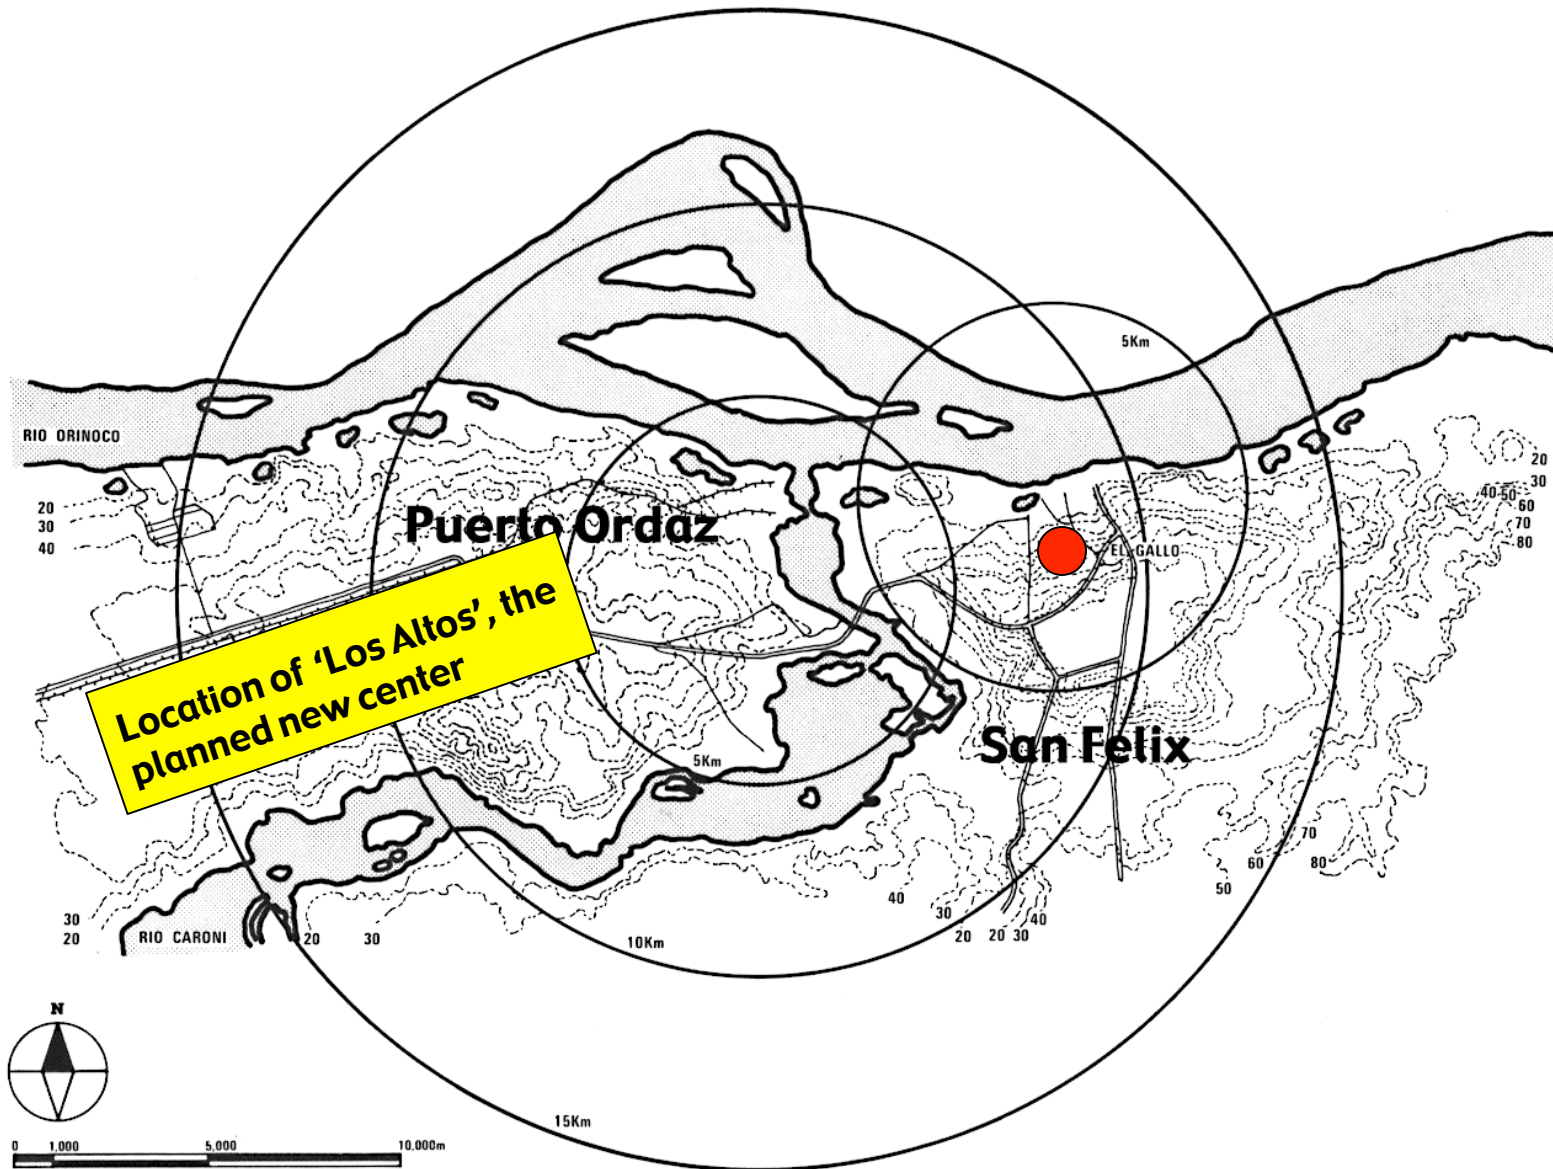 5Km
RIO ORINOCO
20
30
40
20
30
40 50
60
70
80
Puerto Ordaz
EL GALLO
Location of ‘Los Altos’, the
planned new center
San Felix
5Km
70
60
80
50
40
30
20
20
30
40
30
20
RIO CARONI
20
30
10Km
N
15Km
0
1,000
5,000
10,000m